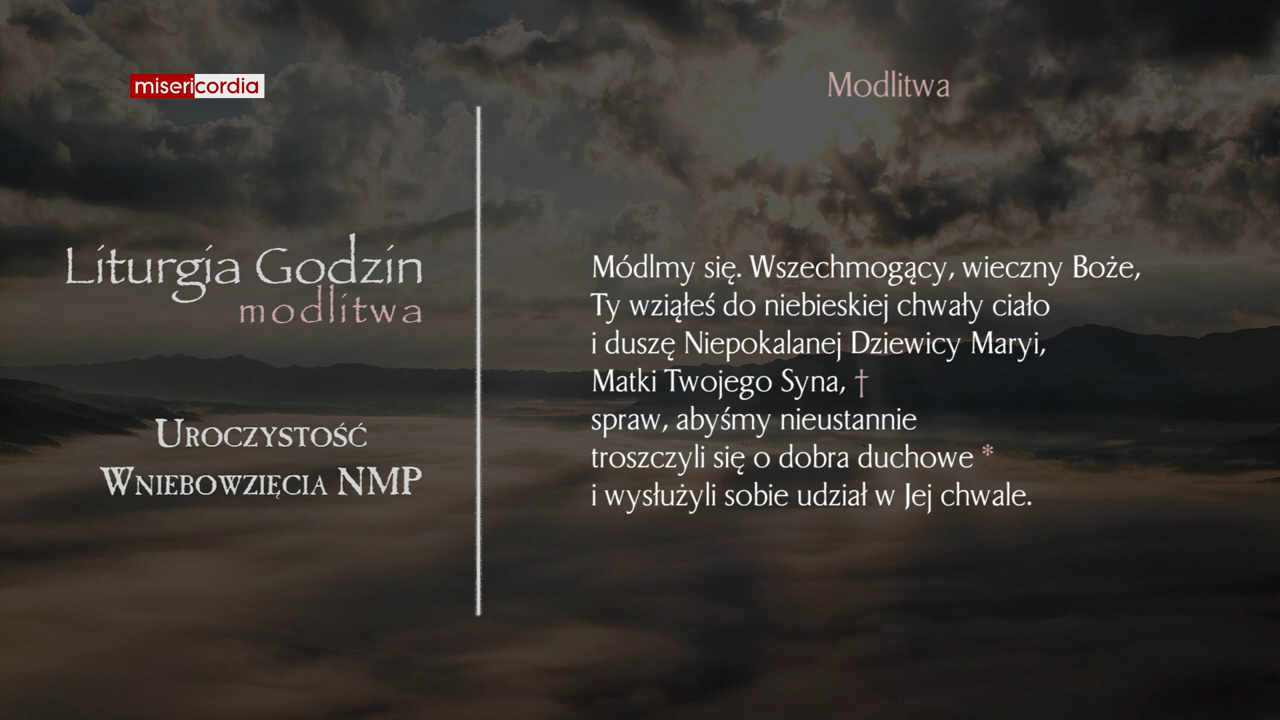 misericordia
Liturgia Godzin
modlitwa
Uroczystość
Wniebowzięcia NMP
Modlitwa
Módlmy się. Wszechmogący, wieczny Boże,
Ty wziąłeś do niebieskiej chwały ciało
i duszę Niepokalanej Dziewicy Maryi,
Matki Twojego Syna, †
spraw, abyśmy nieustannie
troszczyli się o dobra duchowe *
i wysłużyli sobie udział w Jej chwale.